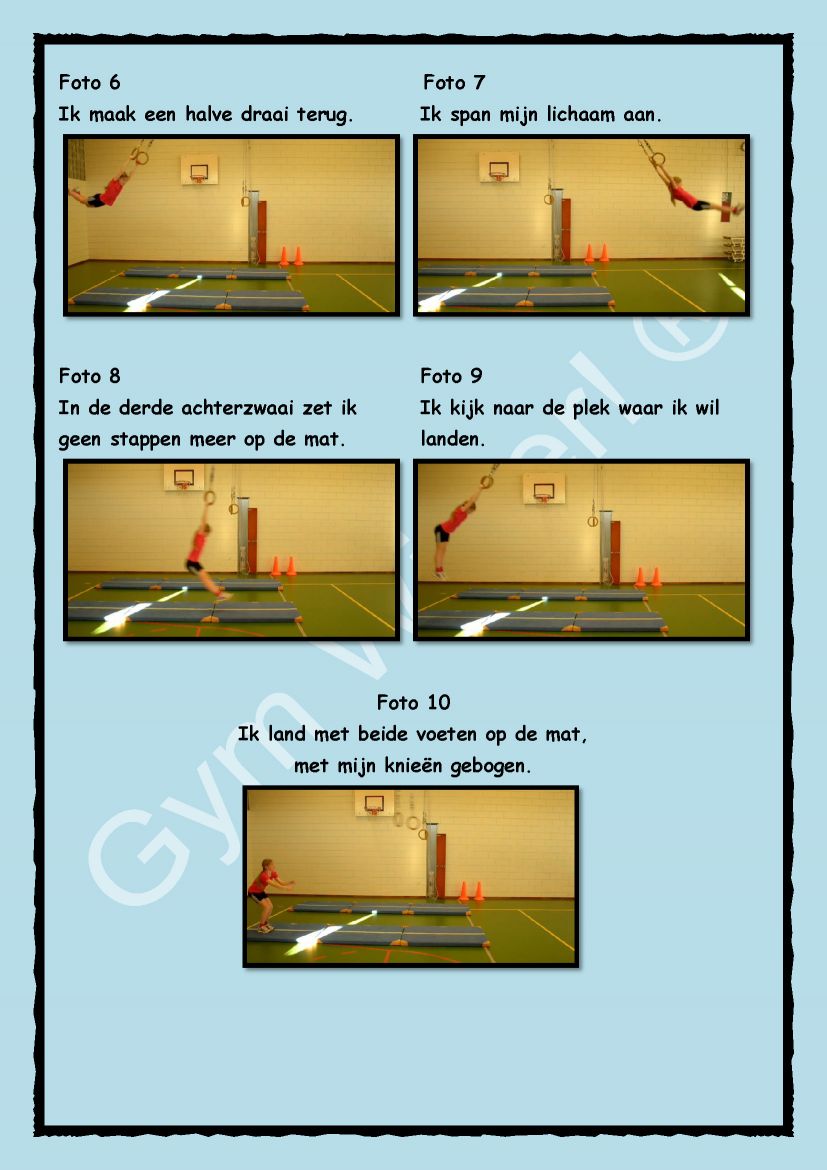 Foto 6
Ik maak een halve draai terug.
Foto 7
Ik span mijn lichaam aan.
Foto 8
In de derde achterzwaai zet ik
geen stappen meer op de mat.
Foto 9
Ik kijk naar de plek waar ik wil
landen.
Foto 10
Ik land met beide voeten op de mat,
met mijn knieën gebogen.
Gym
®